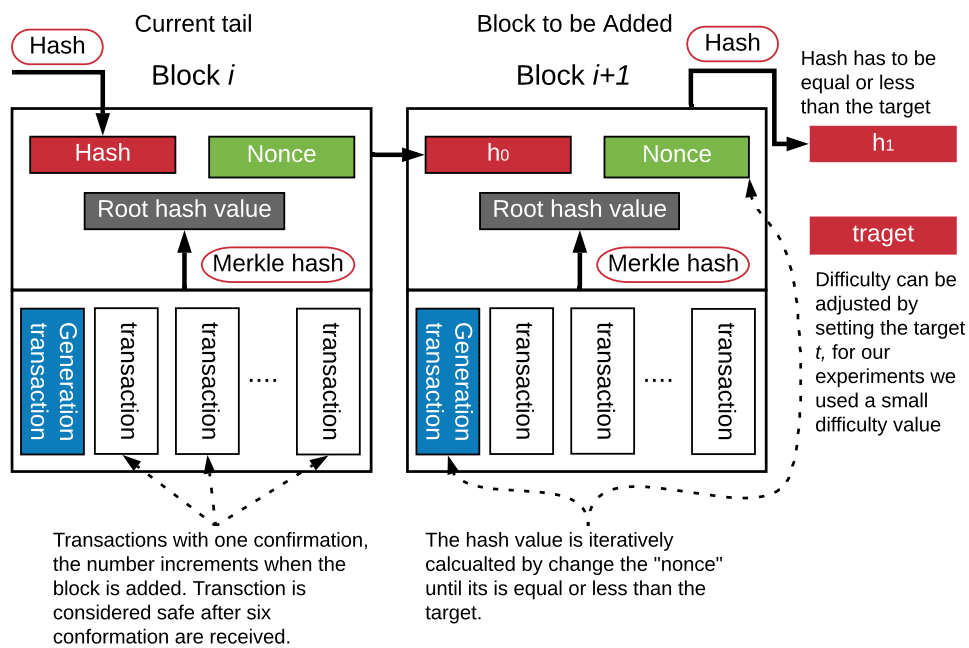 Current tail
Block to be Added
Hash
Hash
Block i
Block i+1
Hash has to be
equal or less
than the target
Hash
Nonce
h0
Nonce
h1
Root hash value
Root hash value
traget
Merkle hash
Merkle hash
Difficulty can be
adjusted by
setting the target
t, for our
experiments we
used a small
difficulty value
Generation
transaction
transaction
transaction
....
transaction
Generation
transaction
transaction
transaction
....
transaction
Transactions with one confirmation,
the number increments when the
block is added. Transction is
considered safe after six
conformation are received.
The hash value is iteratively
calcualted by change the "nonce"
until its is equal or less than the
target.